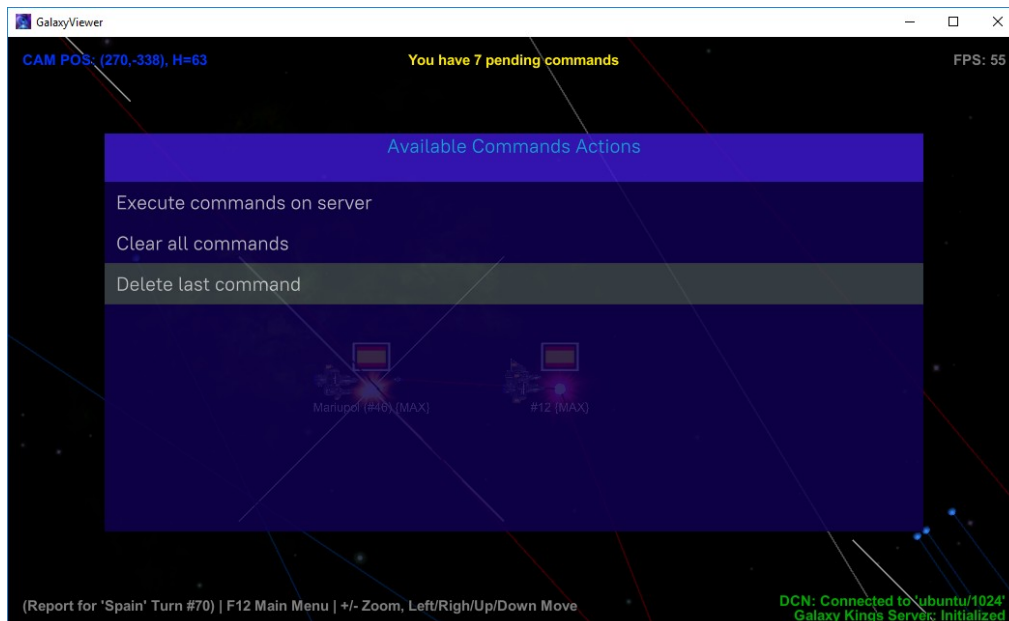 GalaxyViewer
CAM POS: (270,-338), H=63
You have 7 pending commands
FPS: 55
Available Commands Actions
Execute commands on server
Clear all commands
Delete last command
Mariupol (#46) [MAX]
#12 (MAX)
(Report for 'Spain' Turn #70) | F12 Main Menu | +/- Zoom, Left/Righ/Up/Down Move
DCN: Connected to 'ubuntu/1024'
Galaxy Kings Server: Initialized